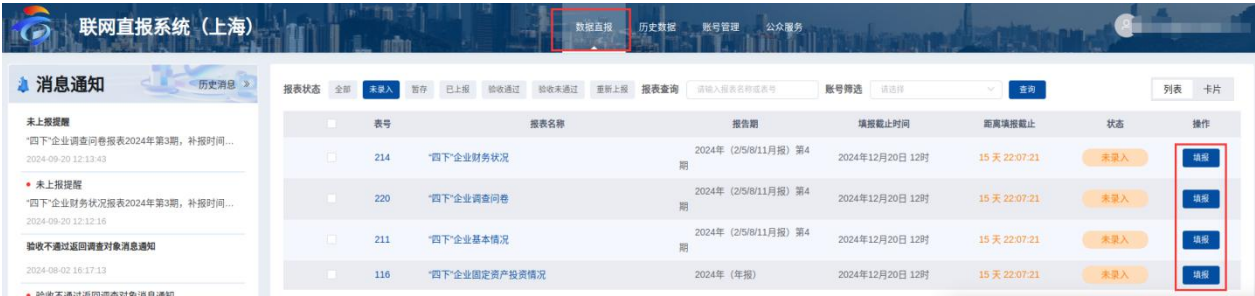 联网直报系统（上海）
数据直报 历史数据 账号管理 公众服务
消息通知 历史消息 »
未上报提醒
“四下”企业调查问卷报表2024年第3期，补报时间...
2024-09-20 12:13:43
未上报提醒
“四下”企业财务状况报表2024年第3期，补报时间...
2024-09-20 12:12:16
验收不通过返回调查对象消息通知
2024-08-02 16:17:13
验收不通过返回调查对象消息通知
报表状态 全部 未录入 暂存 已上报 验收通过 验收未通过 重新上报 报表查询 请输入报表名称或表号 账号筛选 请选择 查询 列表 卡片
表号 报表名称 报告期 填报截止时间 距离填报截止 状态 操作
214 “四下”企业财务状况 2024年（2/5/8/11月报）第4
期 2024年12月20日 12时 15 天 22:07:21 未录入 填报
220 “四下”企业调查问卷 2024年（2/5/8/11月报）第4
期 2024年12月20日 12时 15 天 22:07:21 未录入 填报
211 “四下”企业基本情况 2024年（2/5/8/11月报）第4
期 2024年12月20日 12时 15 天 22:07:21 未录入 填报
116 “四下”企业固定资产投资情况 2024年（年报） 2024年12月20日 12时 15 天 22:07:21 未录入 填报